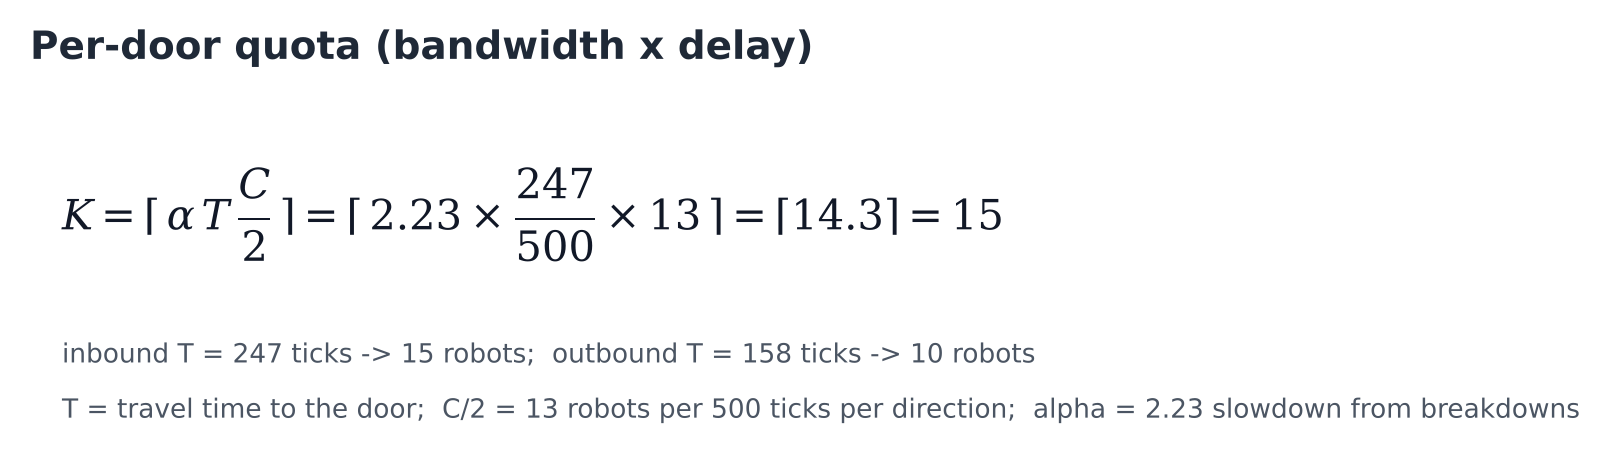 Per-door quota (bandwidth x delay)
K = ⌈ α T C/2 ⌉ = ⌈ 2.23 × 247/500 × 13 ⌉ = ⌈14.3⌉ = 15
inbound T = 247 ticks -> 15 robots;  outbound T = 158 ticks -> 10 robots
T = travel time to the door;  C/2 = 13 robots per 500 ticks per direction;  alpha = 2.23 slowdown from breakdowns